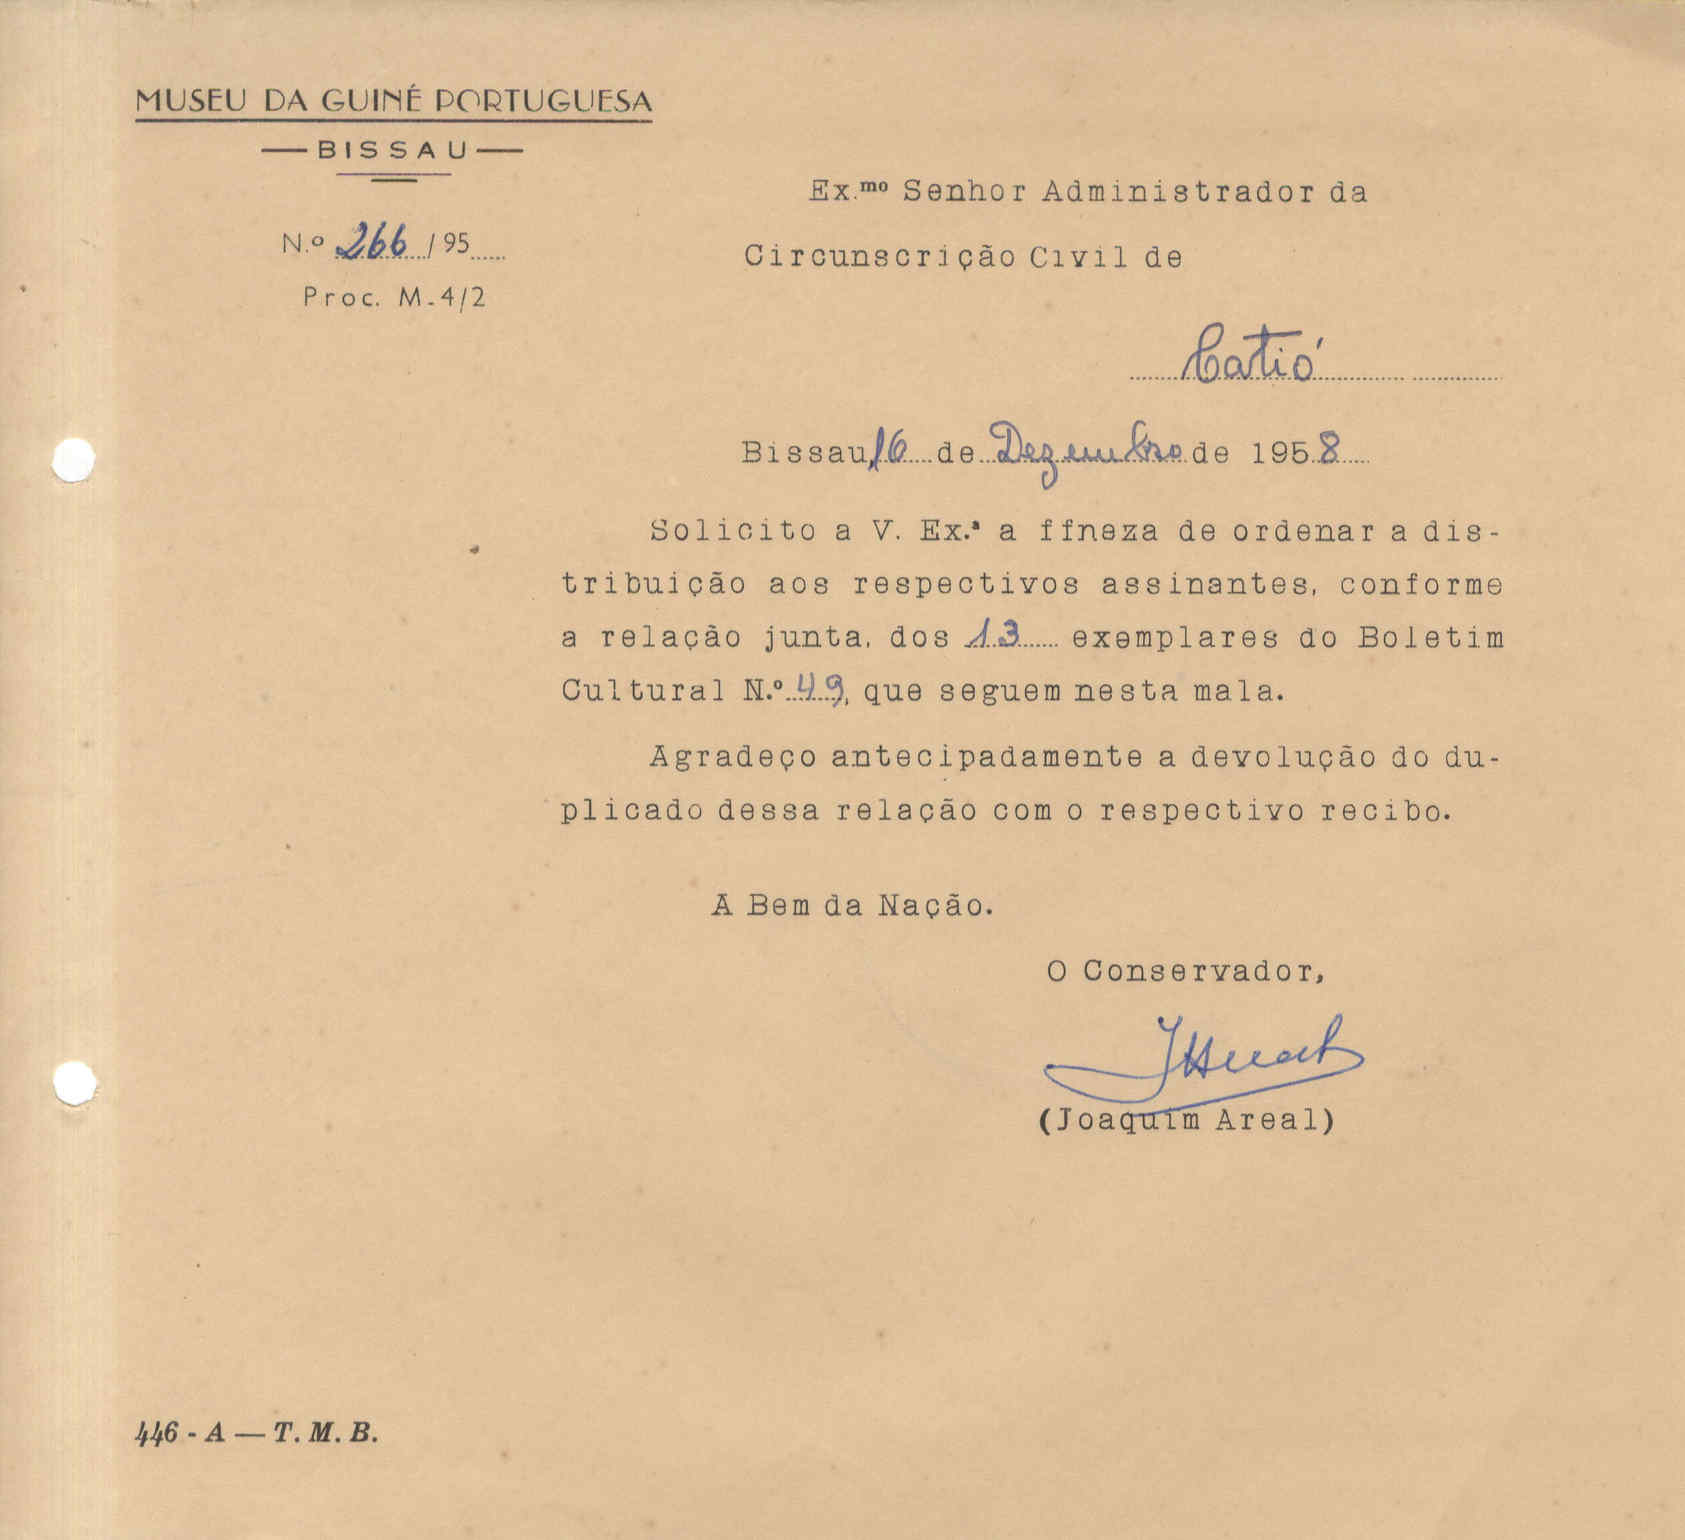 MUSEU DA GUINÉ PORTUGUESA
BISSAU
N.º 266 / 95
Proc. M-4/2
Ex.mo Senhor Administrador da
Circunscrição Civil de
Catió
Bissau, 16 de Dezembro de 1958
Solicito a V. Ex.ª a ffneza de ordenar a dis-
tribuição aos respectivos assinantes, conforme
a relação junta, dos 13 exemplares do Boletim
Cultural N.º 49, que seguem nesta mala.
Agradeço antecipadamente a devolução do du-
plicado dessa relação com o respectivo recibo.
A Bem da Nação.
O Conservador,
(Joaquim Areal)
446 - A — T. M. B.